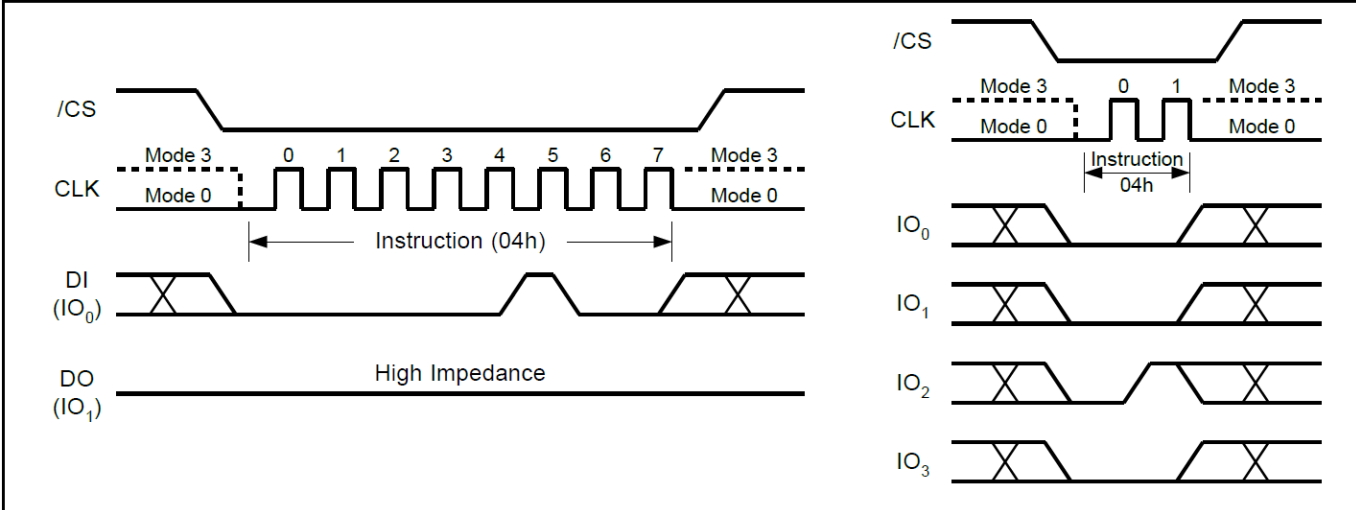 /CS
Mode 3
0 1 2 3 4 5 6 7
Mode 3
CLK
Mode 0
Mode 0
Instruction (04h)
DI
(IO0)
High Impedance
DO
(IO1)
/CS
Mode 3
0 1
Mode 3
CLK
Mode 0
Mode 0
Instruction
04h
IO0
IO1
IO2
IO3